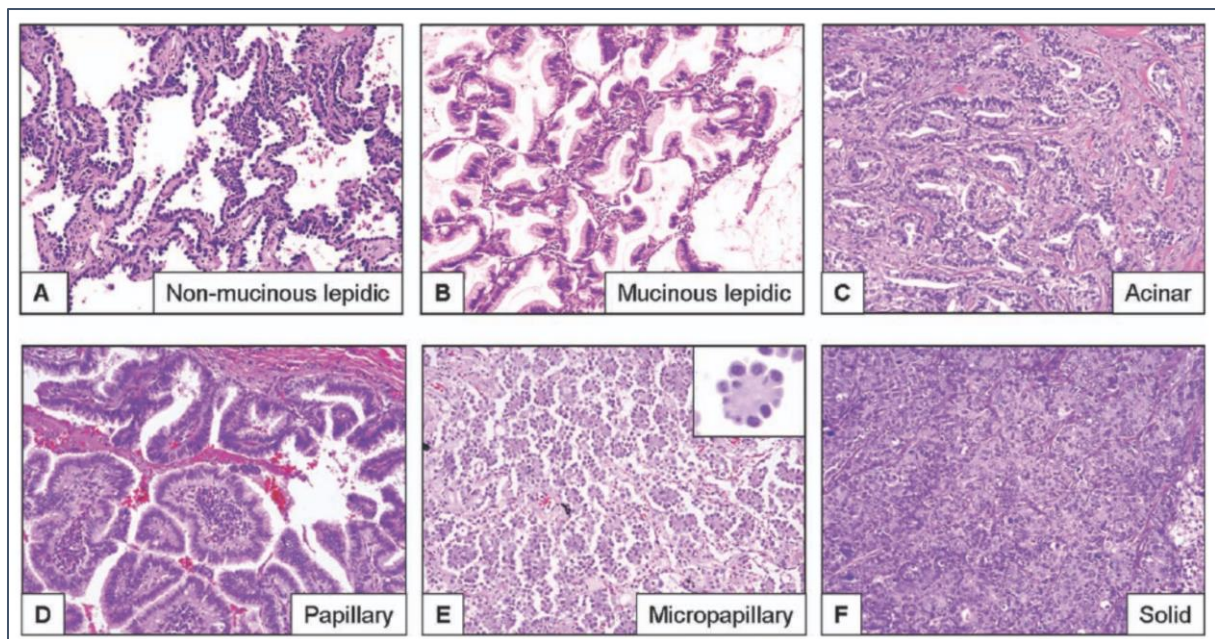 A Non-mucinous lepidic
B Mucinous lepidic
C Acinar
D Papillary
E Micropapillary
F Solid